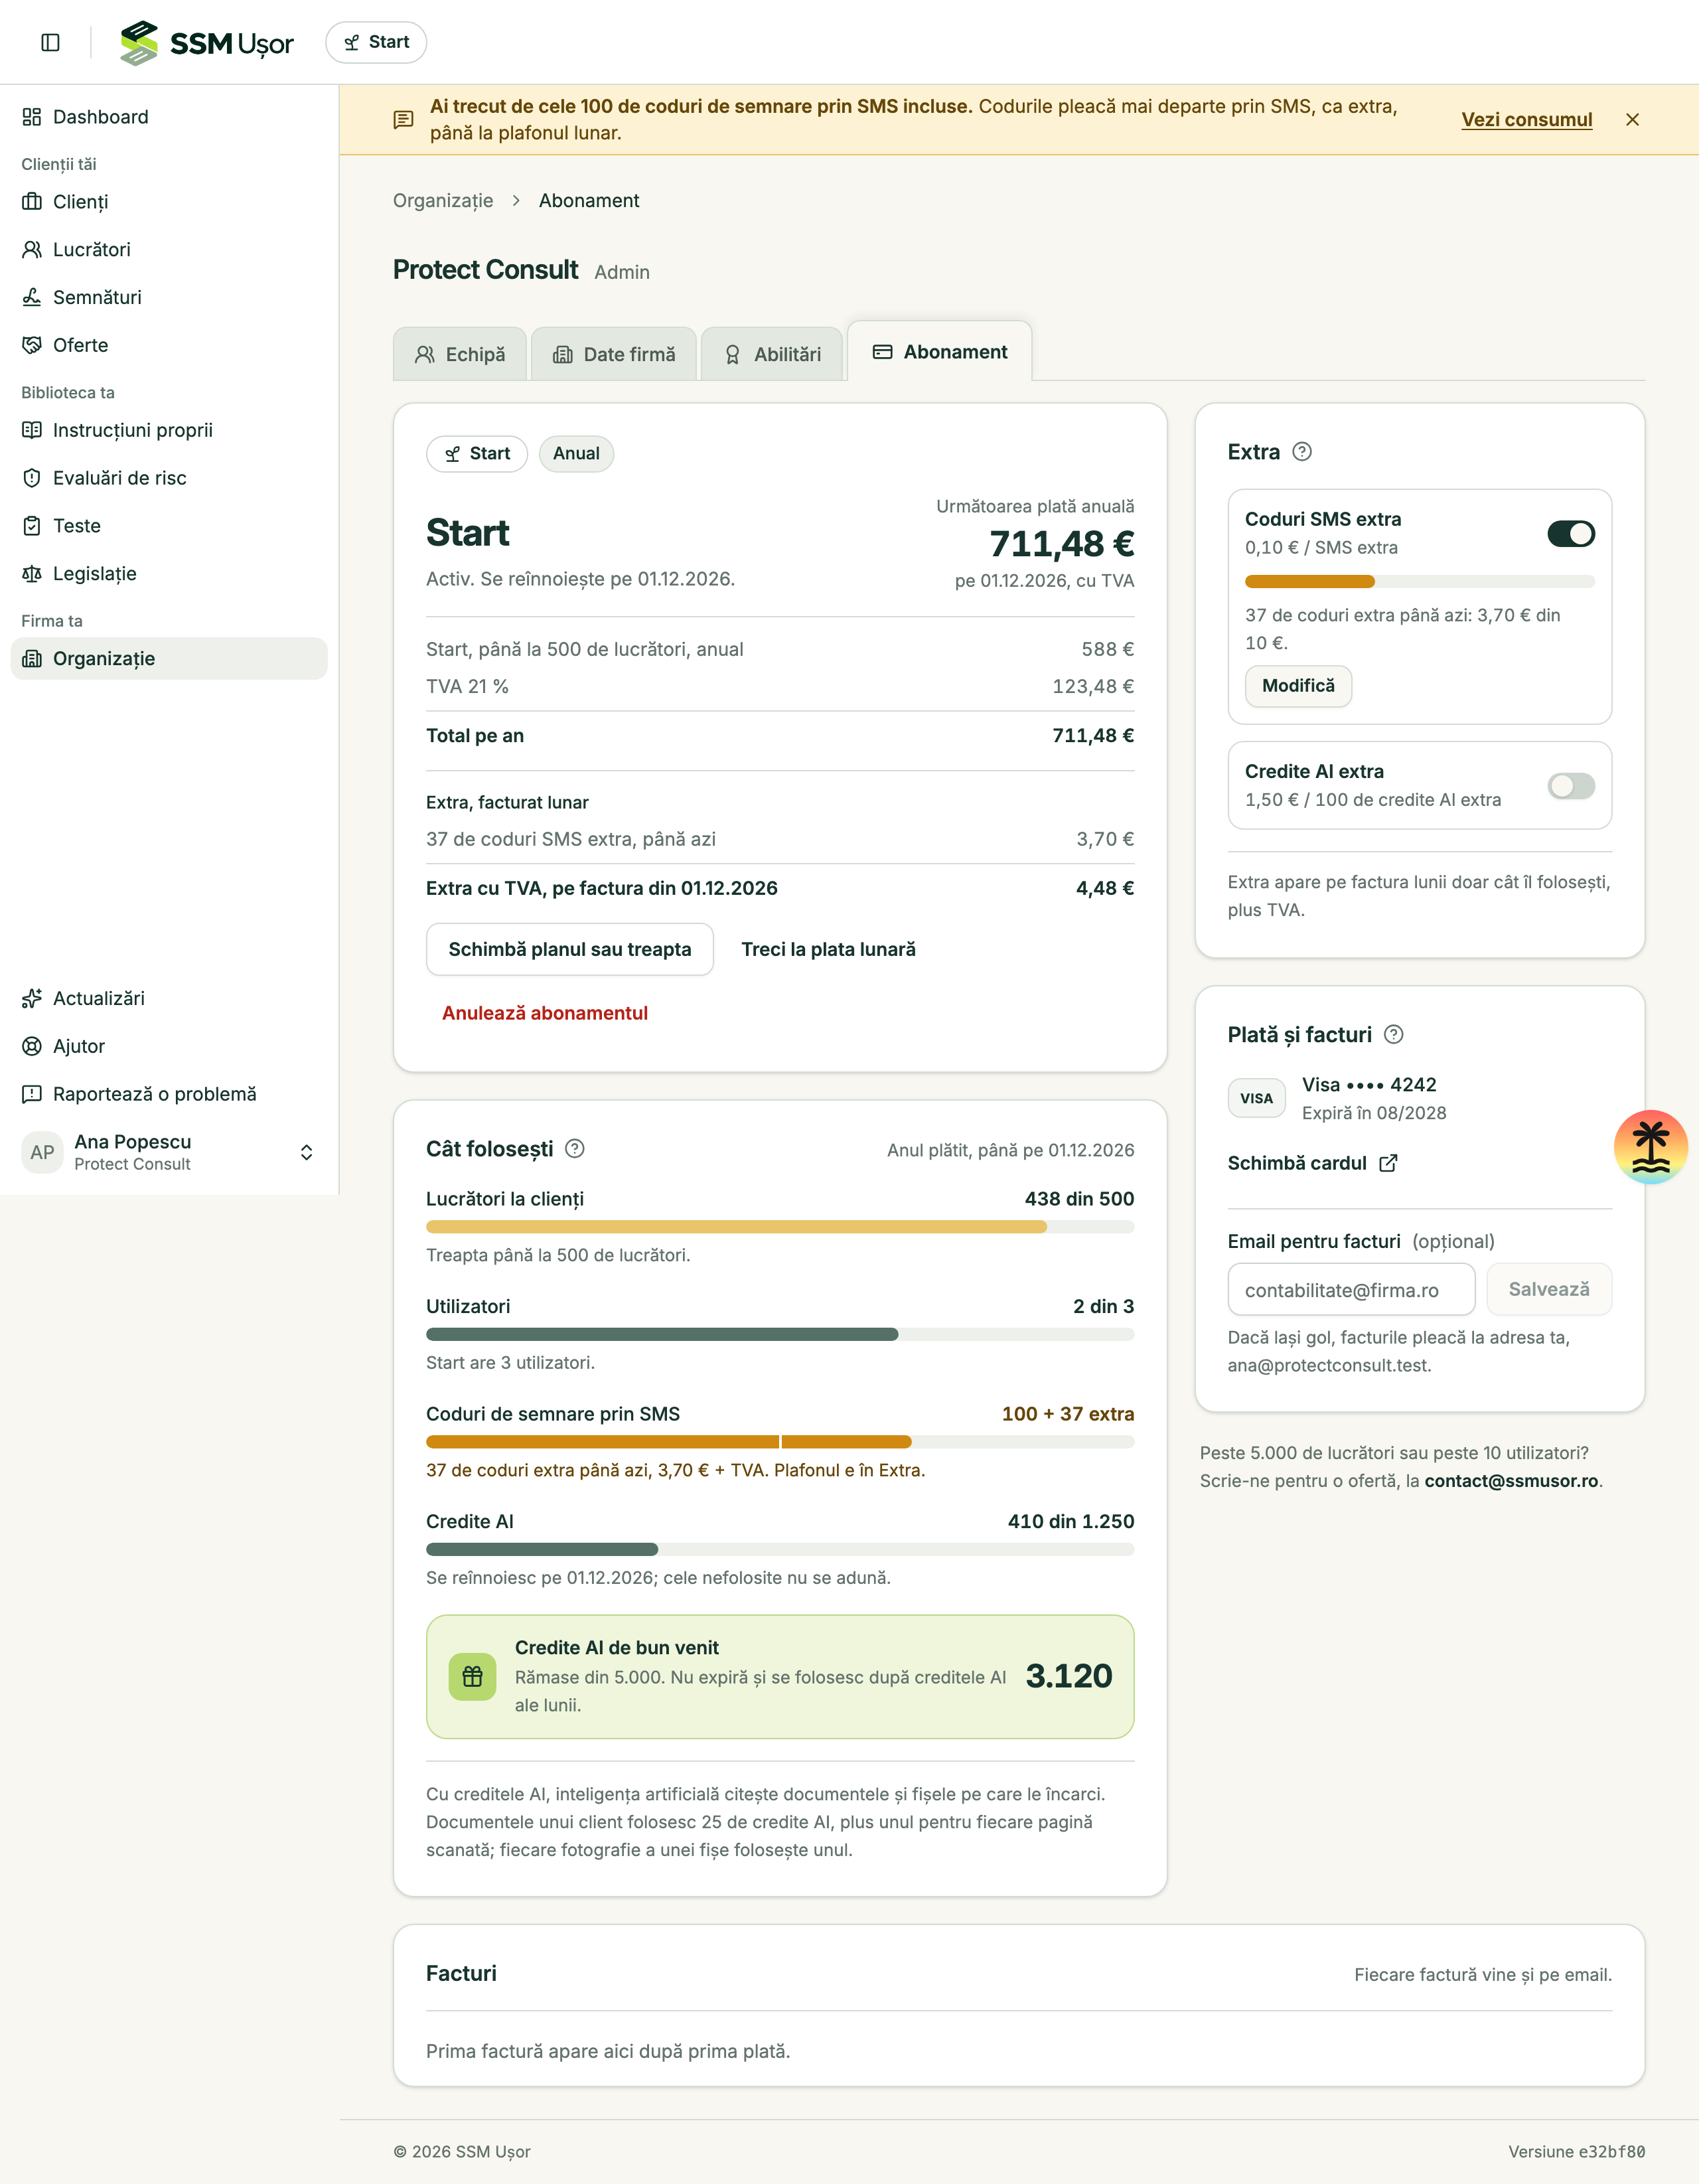 SSM Ușor
Start
Dashboard
Clienții tăi
Clienți
Lucrători
Semnături
Oferte
Biblioteca ta
Instrucțiuni proprii
Evaluări de risc
Teste
Legislație
Firma ta
Organizație
Actualizări
Ajutor
Raportează o problemă
AP
Ana Popescu
Protect Consult
Ai trecut de cele 100 de coduri de semnare prin SMS incluse. Codurile pleacă mai departe prin SMS, ca extra,
până la plafonul lunar.
Vezi consumul
Organizație
Abonament
Protect Consult Admin
Echipă
Date firmă
Abilitări
Abonament
Start
Anual
Start
Activ. Se reînnoiește pe 01.12.2026.
Următoarea plată anuală
711,48 €
pe 01.12.2026, cu TVA
Start, până la 500 de lucrători, anual 588 €
TVA 21 % 123,48 €
Total pe an 711,48 €
Extra, facturat lunar
37 de coduri SMS extra, până azi 3,70 €
Extra cu TVA, pe factura din 01.12.2026 4,48 €
Schimbă planul sau treapta
Treci la plata lunară
Anulează abonamentul
Cât folosești
Anul plătit, până pe 01.12.2026
Lucrători la clienți 438 din 500
Treapta până la 500 de lucrători.
Utilizatori 2 din 3
Start are 3 utilizatori.
Coduri de semnare prin SMS 100 + 37 extra
37 de coduri extra până azi, 3,70 € + TVA. Plafonul e în Extra.
Credite AI 410 din 1.250
Se reînnoiesc pe 01.12.2026; cele nefolosite nu se adună.
Credite AI de bun venit
Rămase din 5.000. Nu expiră și se folosesc după creditele AI
ale lunii.
3.120
Cu creditele AI, inteligența artificială citește documentele și fișele pe care le încarci.
Documentele unui client folosesc 25 de credite AI, plus unul pentru fiecare pagină
scanată; fiecare fotografie a unei fișe folosește unul.
Extra
Coduri SMS extra
0,10 € / SMS extra
37 de coduri extra până azi: 3,70 € din
10 €.
Modifică
Credite AI extra
1,50 € / 100 de credite AI extra
Extra apare pe factura lunii doar cât îl folosești,
plus TVA.
Plată și facturi
VISA
Visa •••• 4242
Expiră în 08/2028
Schimbă cardul
Email pentru facturi (opțional)
contabilitate@firma.ro
Salvează
Dacă lași gol, facturile pleacă la adresa ta,
ana@protectconsult.test.
Peste 5.000 de lucrători sau peste 10 utilizatori?
Scrie-ne pentru o ofertă, la contact@ssmusor.ro.
Facturi
Fiecare factură vine și pe email.
Prima factură apare aici după prima plată.
© 2026 SSM Ușor
Versiune e32bf80